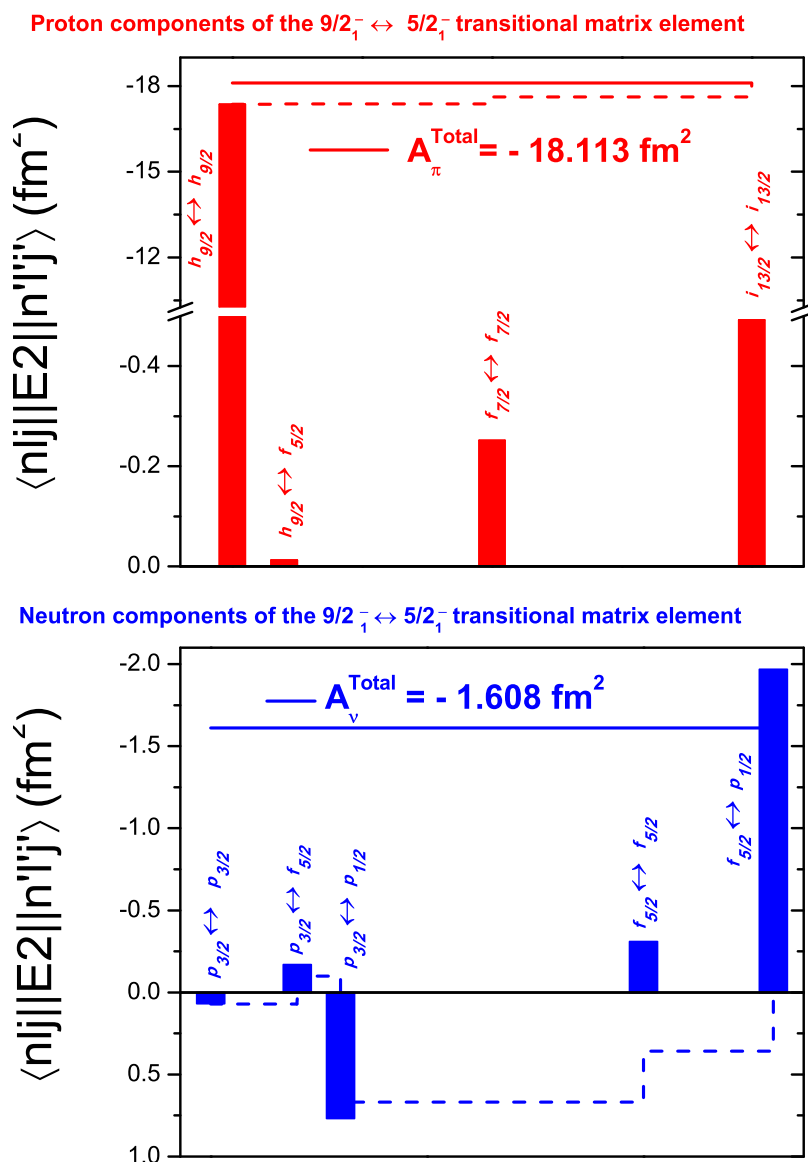 Proton components of the 9/2₁⁻ ↔ 5/2₁⁻ transitional matrix element
⟨nlj||E2||n'l'j'⟩ (fm²)
-18
-15
-12
-0.4
-0.2
0.0
A_π^Total = - 18.113 fm²
h9/2 ↔ h9/2
h9/2 ↔ f5/2
f7/2 ↔ f7/2
i13/2 ↔ i13/2
Neutron components of the 9/2₁⁻ ↔ 5/2₁⁻ transitional matrix element
⟨nlj||E2||n'l'j'⟩ (fm²)
-2.0
-1.5
-1.0
-0.5
0.0
0.5
1.0
A_ν^Total = - 1.608 fm²
p3/2 ↔ p3/2
p3/2 ↔ f5/2
p3/2 ↔ p1/2
f5/2 ↔ f5/2
f5/2 ↔ p1/2